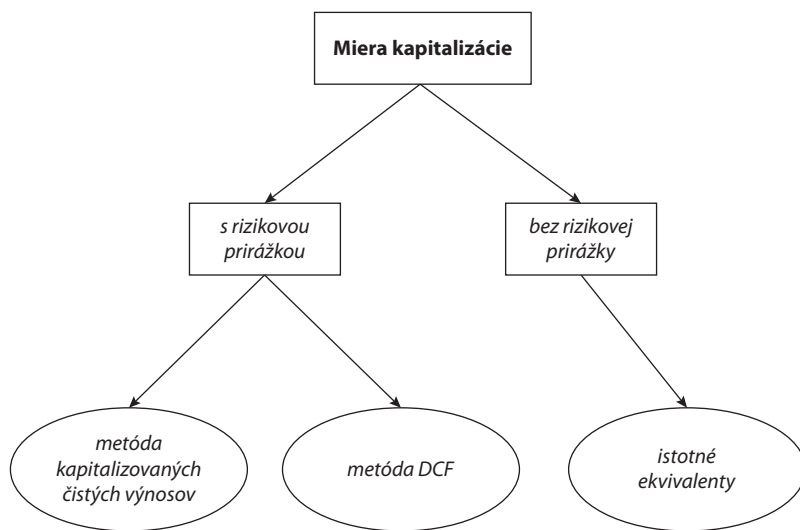 Miera kapitalizácie
s rizikovou
prirážkou
bez rizikovej
prirážky
metóda
kapitalizovaných
čistých výnosov
metóda DCF
istotné
ekvivalenty